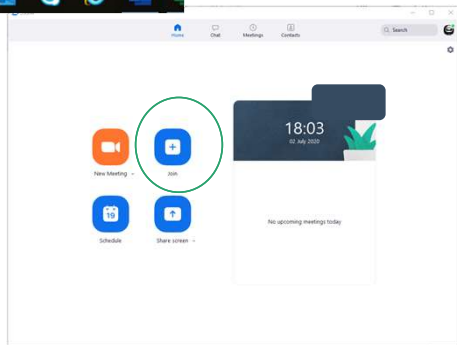 Home Chat Meetings Contacts Search
18:03
02 July 2020
New Meeting Join
19
Schedule Share screen
No upcoming meetings today